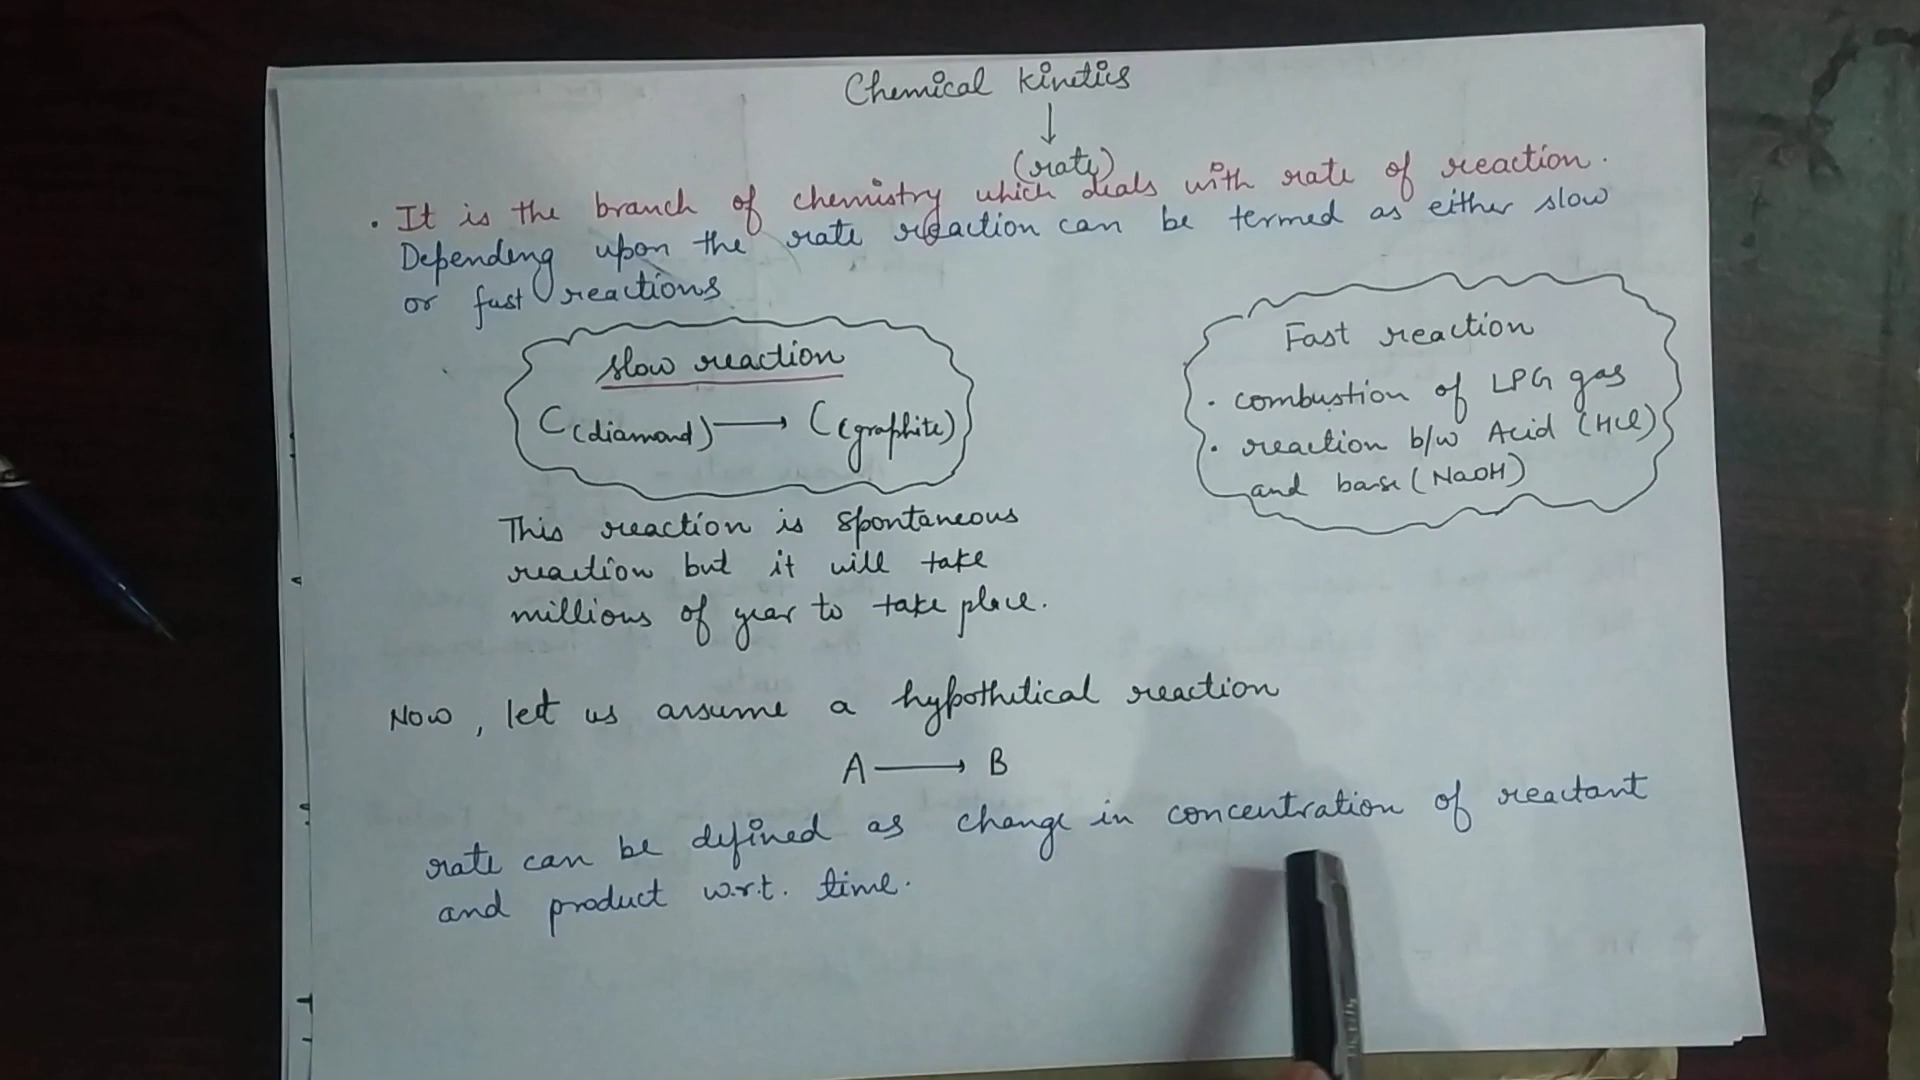 Chemical Kinetics
↓
(rate)
• It is the branch of chemistry which deals with rate of reaction.
Depending upon the rate reaction can be termed as either slow
or fast reactions
slow reaction
C(diamond) → C(graphite)
This reaction is spontaneous
reaction but it will take
millions of year to take place.
Fast reaction
• combustion of LPG gas
• reaction b/w Acid (HCl)
and base (NaOH)
Now, let us assume a hypothetical reaction
A → B
rate can be defined as change in concentration of reactant
and product w.r.t. time.